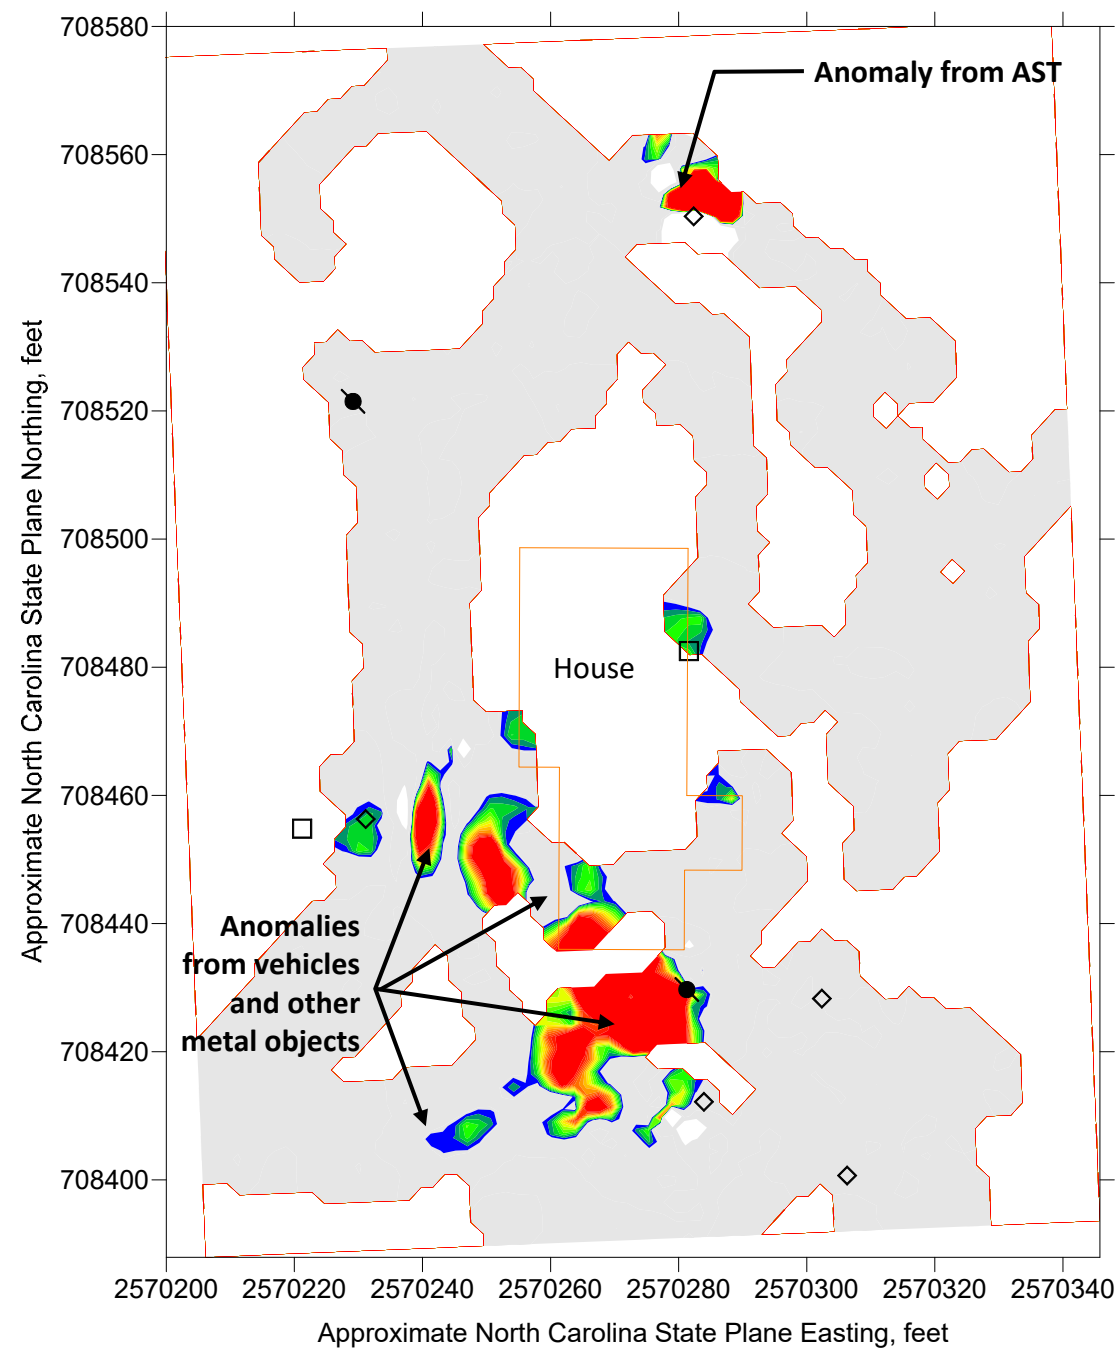 708580
Anomaly from AST
708560
708540
708520
708500
708480
House
708460
708440
Anomalies
from vehicles
and other
metal objects
708420
708400
2570200 2570220 2570240 2570260 2570280 2570300 2570320 2570340
Approximate North Carolina State Plane Easting, feet
Approximate North Carolina State Plane Northing, feet